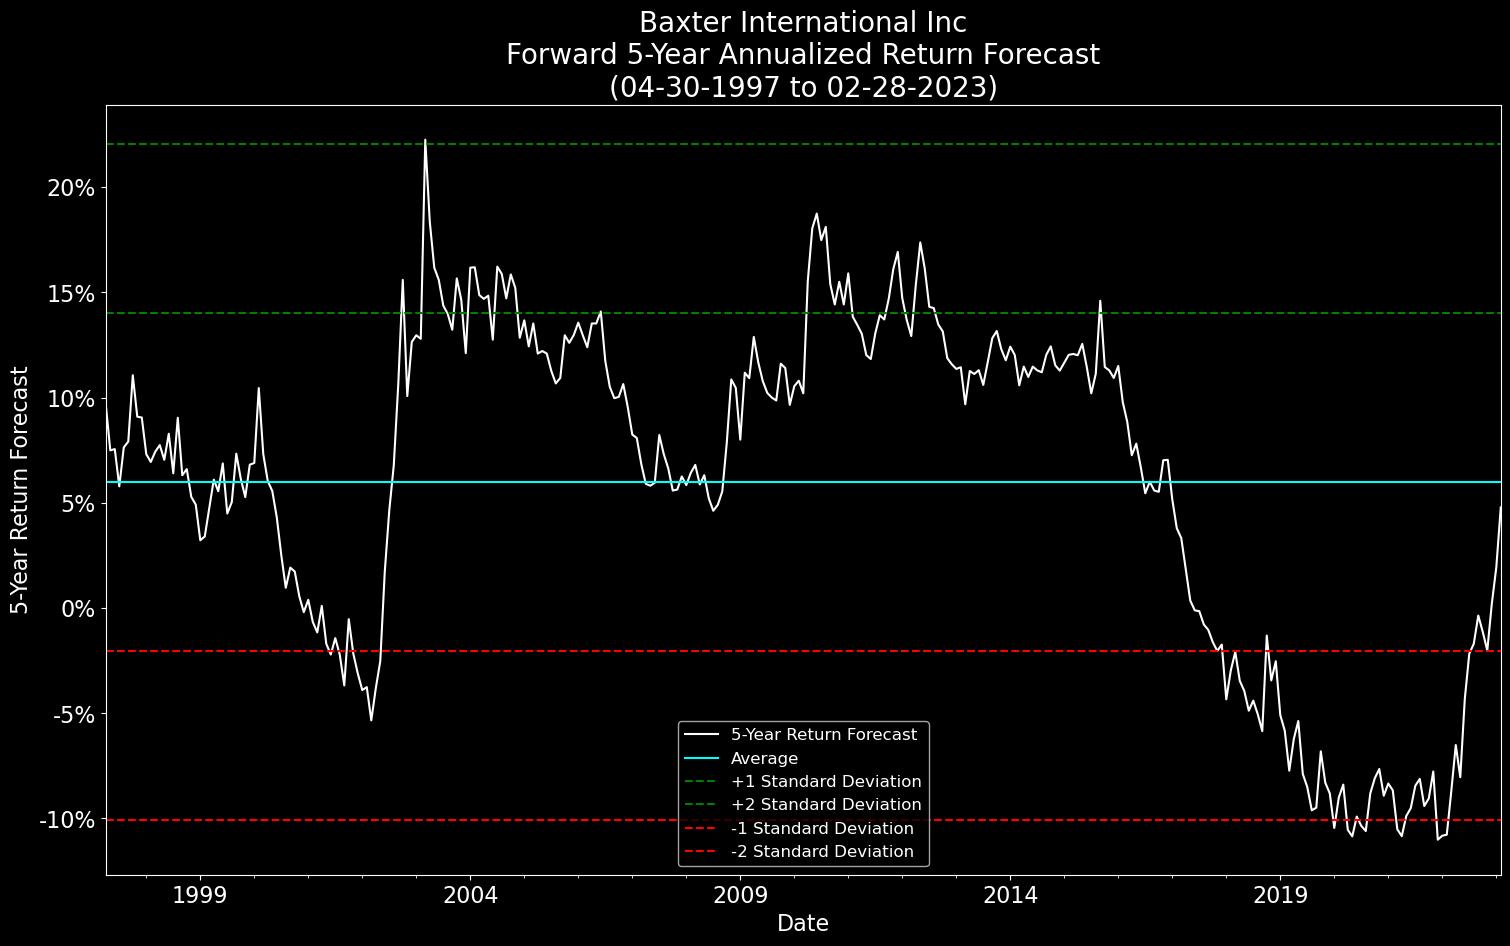 Baxter International Inc
Forward 5-Year Annualized Return Forecast
(04-30-1997 to 02-28-2023)
5-Year Return Forecast
20%
15%
10%
5%
0%
-5%
-10%
5-Year Return Forecast
Average
+1 Standard Deviation
+2 Standard Deviation
-1 Standard Deviation
-2 Standard Deviation
1999 2004 2009 2014 2019
Date